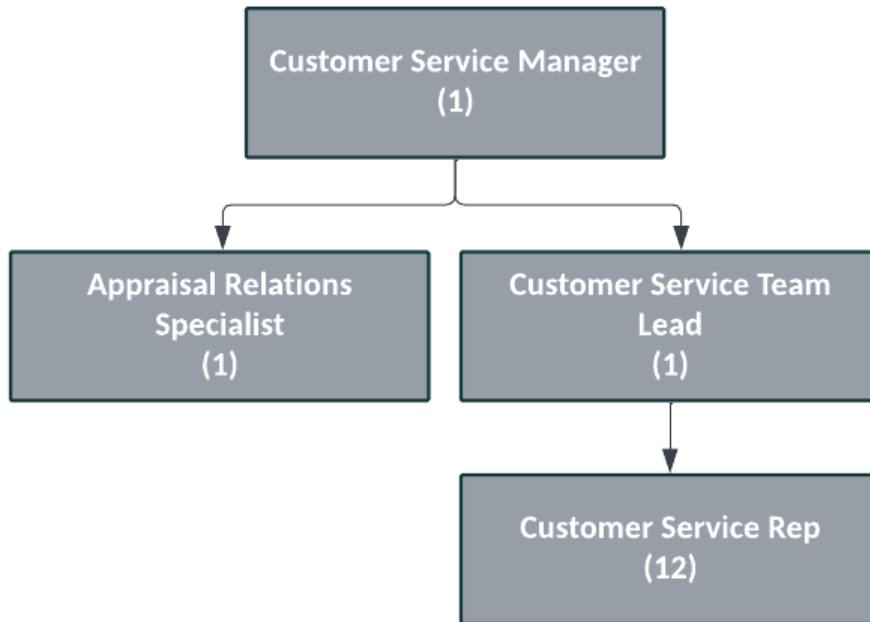 Customer Service Manager
(1)
Appraisal Relations
Specialist
(1)
Customer Service Team
Lead
(1)
Customer Service Rep
(12)